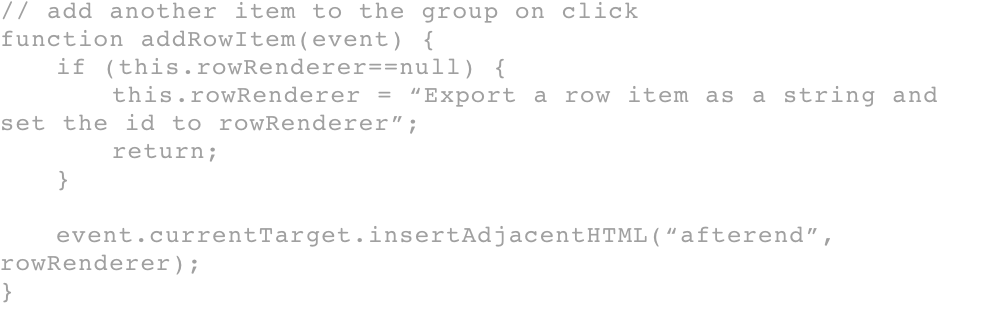 // add another item to the group on click
function addRowItem(event) {
    if (this.rowRenderer==null) {
        this.rowRenderer = “Export a row item as a string and
set the id to rowRenderer”;
        return;
    }

    event.currentTarget.insertAdjacentHTML(“afterend”,
rowRenderer);
}